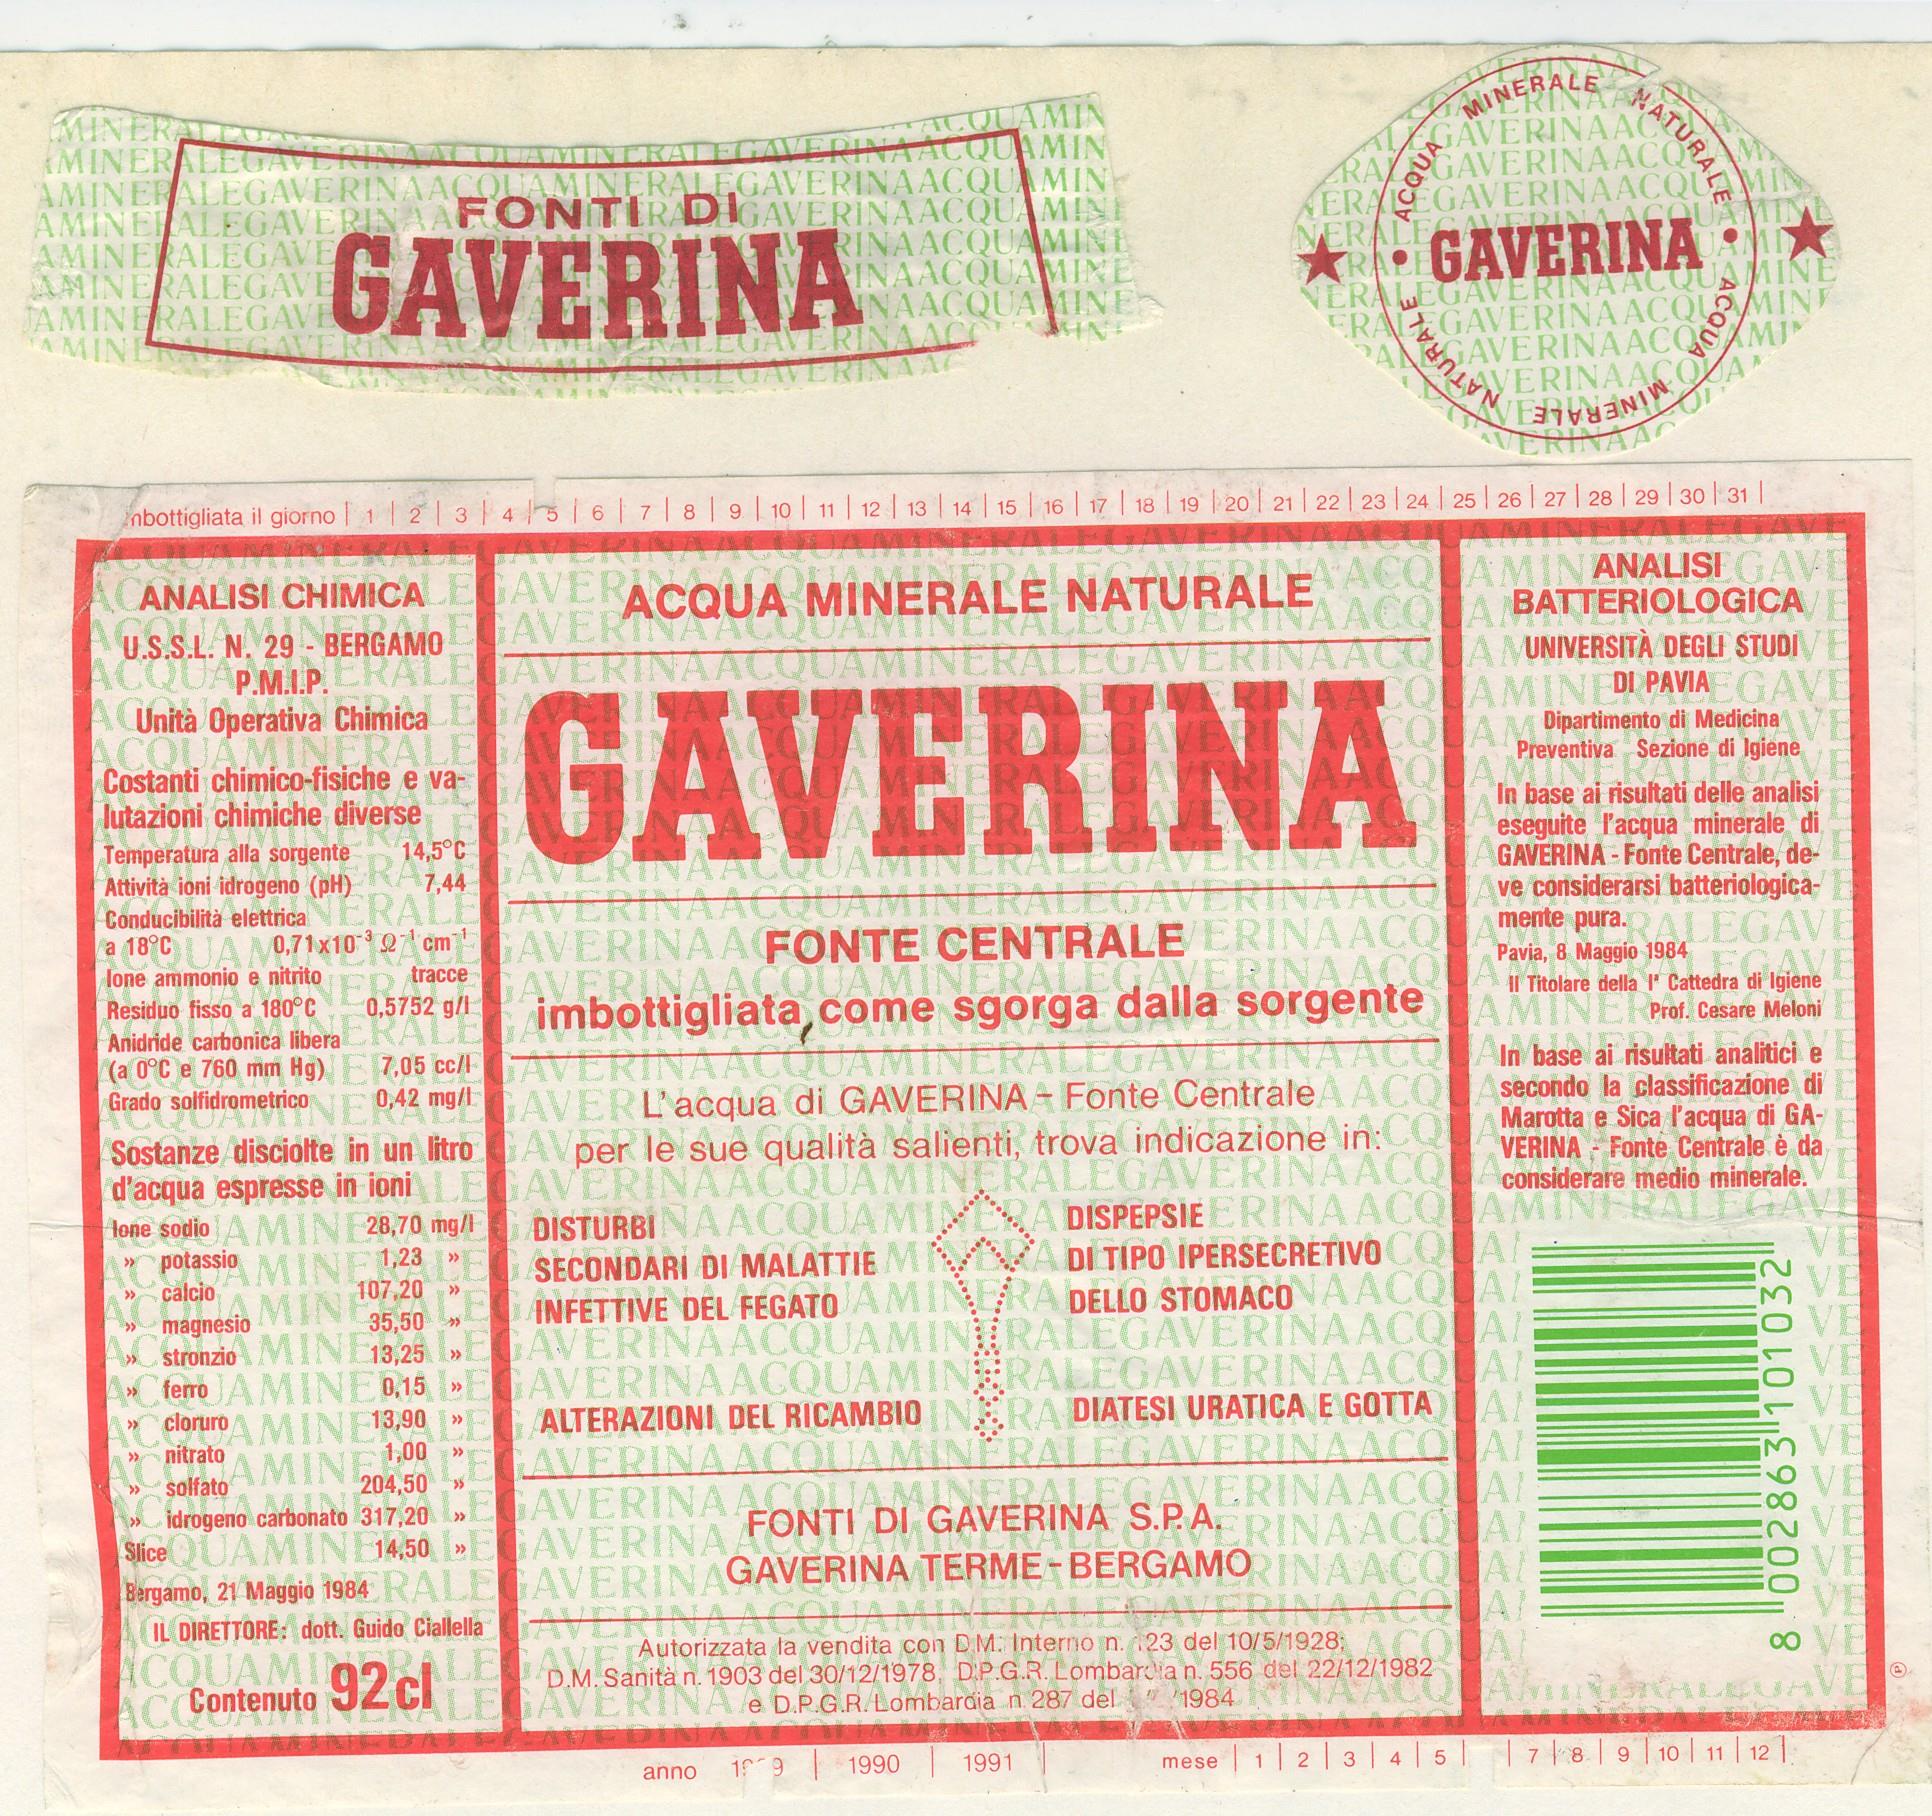 FONTI DI
GAVERINA
ACQUA MINERALE NATURALE
• GAVERINA •
ACQUA MINERALE NATURALE
giorno | 1 | 2 | 3 | 4 | 5 | 6 | 7 | 8 | 9 | 10 | 11 | 12 | 13 | 14 | 15 | 16 | 17 | 18 | 19 | 20 | 21 | 22 | 23 | 24 | 25 | 26 | 27 | 28 | 29 | 30 | 31 |
ANALISI CHIMICA
U.S.S.L. N. 29 - BERGAMO
P.M.I.P.
Unità Operativa Chimica
Costanti chimico-fisiche e va-
lutazioni chimiche diverse
Temperatura alla sorgente 14,5°C
Attività ioni idrogeno (pH) 7,44
Conducibilità elettrica
a 18°C 0,71x10⁻³ Ω⁻¹ cm⁻¹
Ione ammonio e nitrito tracce
Residuo fisso a 180°C 0,5752 g/l
Anidride carbonica libera
(a 0°C e 760 mm Hg) 7,05 cc/l
Grado solfidrometrico 0,42 mg/l
Sostanze disciolte in un litro
d'acqua espresse in ioni
Ione sodio 28,70 mg/l
» potassio 1,23 »
» calcio 107,20 »
» magnesio 35,50 »
» stronzio 13,25 »
» ferro 0,15 »
» cloruro 13,90 »
» nitrato 1,00 »
» solfato 204,50 »
» idrogeno carbonato 317,20 »
Slice 14,50 »
Bergamo, 21 Maggio 1984
IL DIRETTORE: dott. Guido Ciallella
Contenuto 92 cl
ACQUA MINERALE NATURALE
GAVERINA
FONTE CENTRALE
imbottigliata come sgorga dalla sorgente
L'acqua di GAVERINA - Fonte Centrale
per le sue qualità salienti, trova indicazione in:
DISTURBI
SECONDARI DI MALATTIE
INFETTIVE DEL FEGATO
DISPEPSIE
DI TIPO IPERSECRETIVO
DELLO STOMACO
ALTERAZIONI DEL RICAMBIO
DIATESI URATICA E GOTTA
FONTI DI GAVERINA S.P.A.
GAVERINA TERME - BERGAMO
Autorizzata la vendita con D.M. Interno n. del 10/5/1928;
D.M. Sanità n. 1903 del 30/12/1978, D.P.G.R. Lombardia n. 556 del 22/12/1982
e D.P.G.R. Lombardia n. 287 del /1984
ANALISI
BATTERIOLOGICA
UNIVERSITÀ DEGLI STUDI
DI PAVIA
Dipartimento di Medicina
Preventiva Sezione di Igiene
In base ai risultati delle analisi
eseguite l'acqua minerale di
GAVERINA - Fonte Centrale, de-
ve considerarsi batteriologica-
mente pura.
Pavia, 8 Maggio 1984
Il Titolare della Iª Cattedra di Igiene
Prof. Cesare Meloni
In base ai risultati analitici e
secondo la classificazione di
Marotta e Sica l'acqua di GA-
VERINA - Fonte Centrale è da
considerare medio minerale.
8 002863 101032
anno | 1990 | 1991 | mese | 1 | 2 | 3 | 4 | 5 | | 7 | 8 | 9 | 10 | 11 | 12 |